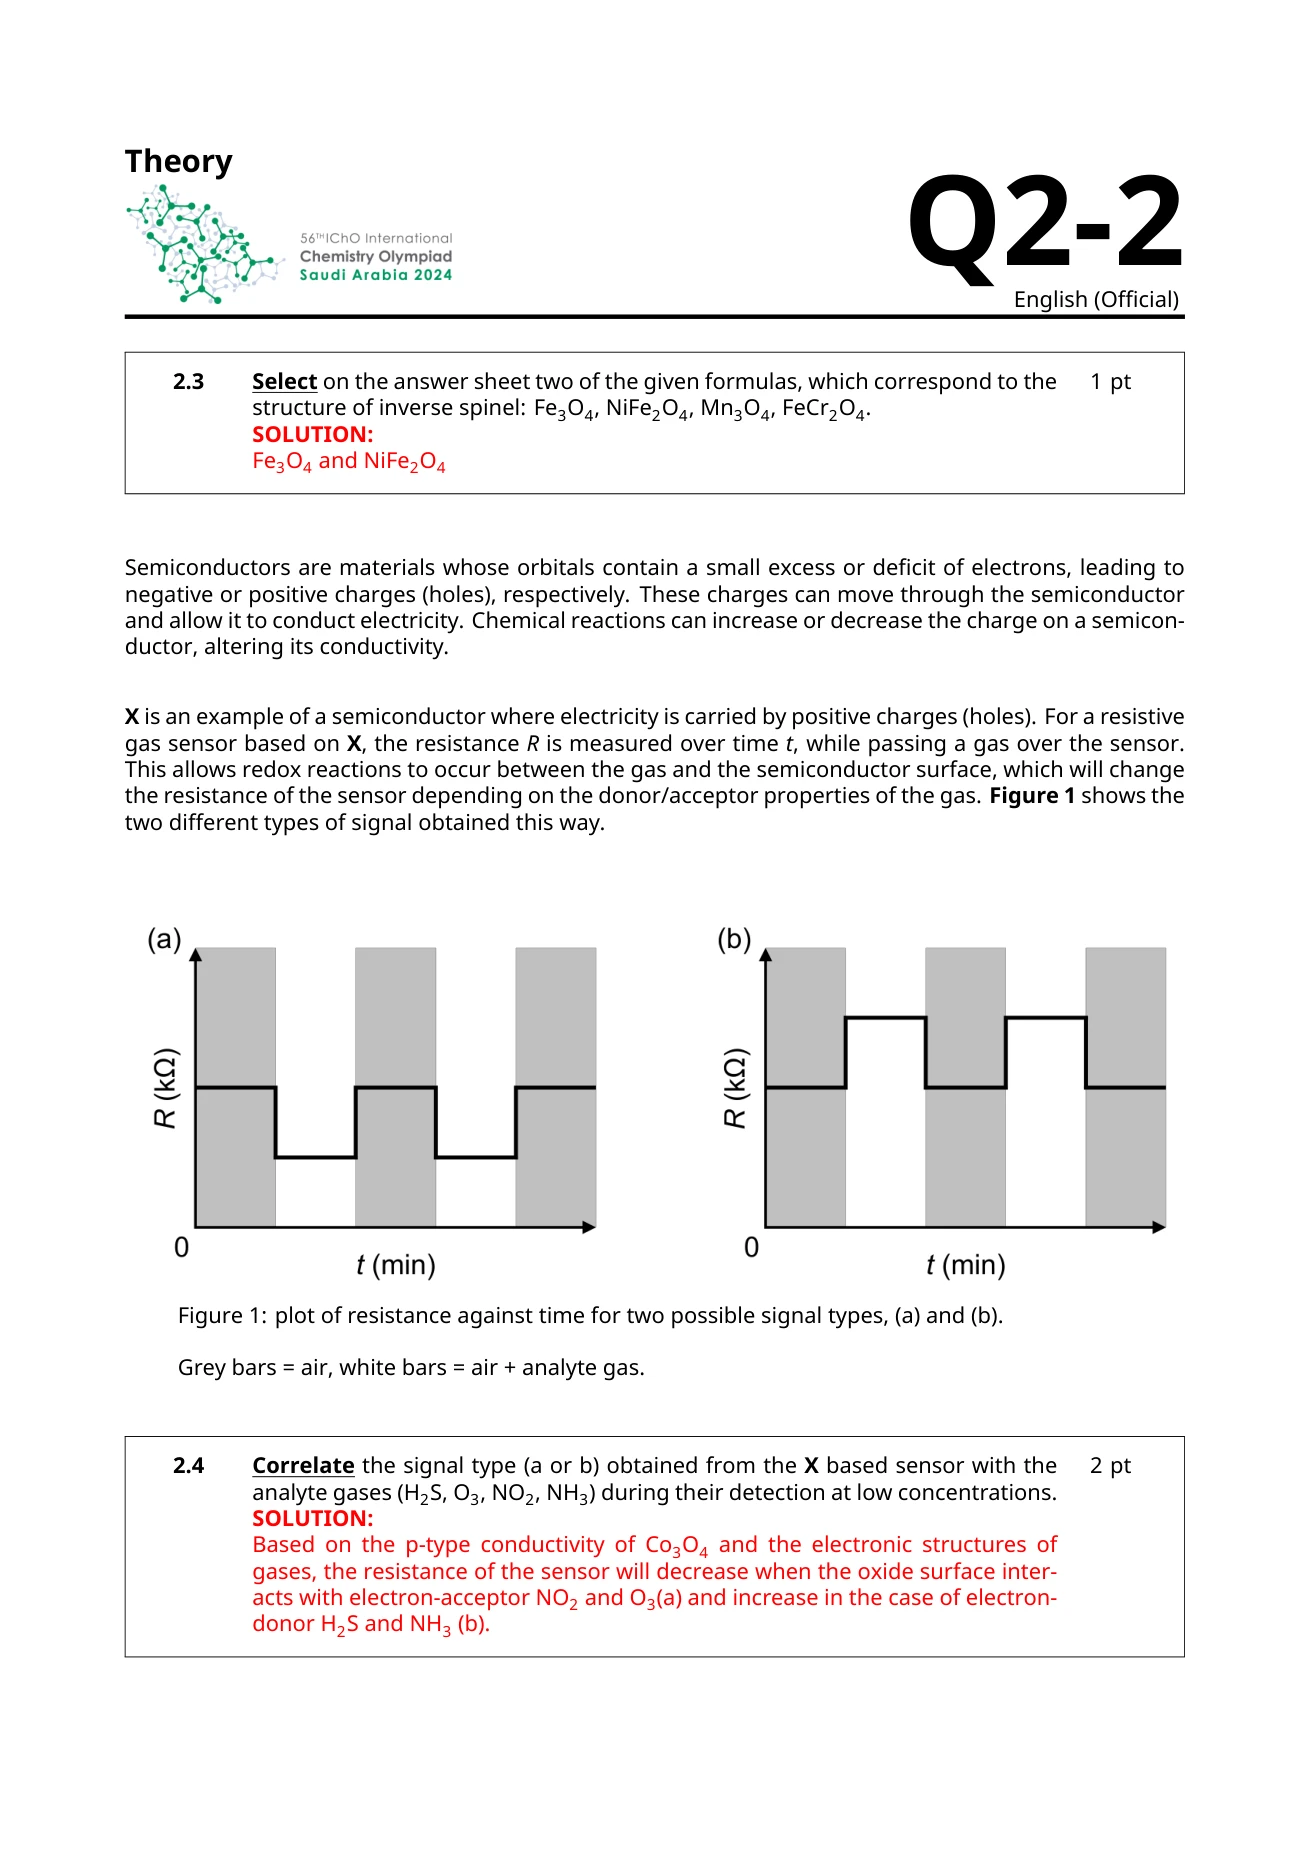 Theory
56ᵀᴴIChO International
Chemistry Olympiad
Saudi Arabia 2024
Q2-2
English (Official)
2.3 Select on the answer sheet two of the given formulas, which correspond to the 1 pt
structure of inverse spinel: Fe₃O₄, NiFe₂O₄, Mn₃O₄, FeCr₂O₄.
SOLUTION:
Fe₃O₄ and NiFe₂O₄
Semiconductors are materials whose orbitals contain a small excess or deficit of electrons, leading to
negative or positive charges (holes), respectively. These charges can move through the semiconductor
and allow it to conduct electricity. Chemical reactions can increase or decrease the charge on a semicon-
ductor, altering its conductivity.
X is an example of a semiconductor where electricity is carried by positive charges (holes). For a resistive
gas sensor based on X, the resistance R is measured over time t, while passing a gas over the sensor.
This allows redox reactions to occur between the gas and the semiconductor surface, which will change
the resistance of the sensor depending on the donor/acceptor properties of the gas. Figure 1 shows the
two different types of signal obtained this way.
(a)
R (kΩ)
0
t (min)
(b)
R (kΩ)
0
t (min)
Figure 1: plot of resistance against time for two possible signal types, (a) and (b).
Grey bars = air, white bars = air + analyte gas.
2.4 Correlate the signal type (a or b) obtained from the X based sensor with the 2 pt
analyte gases (H₂S, O₃, NO₂, NH₃) during their detection at low concentrations.
SOLUTION:
Based on the p-type conductivity of Co₃O₄ and the electronic structures of
gases, the resistance of the sensor will decrease when the oxide surface inter-
acts with electron-acceptor NO₂ and O₃(a) and increase in the case of electron-
donor H₂S and NH₃ (b).